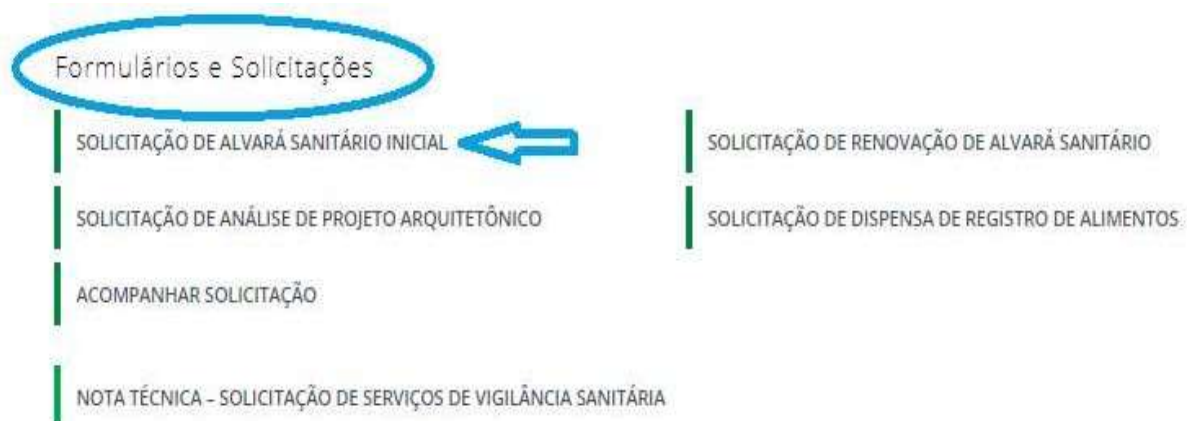 Formulários e Solicitações
SOLICITAÇÃO DE ALVARÁ SANITÁRIO INICIAL
SOLICITAÇÃO DE RENOVAÇÃO DE ALVARÁ SANITÁRIO
SOLICITAÇÃO DE ANÁLISE DE PROJETO ARQUITETÔNICO
SOLICITAÇÃO DE DISPENSA DE REGISTRO DE ALIMENTOS
ACOMPANHAR SOLICITAÇÃO
NOTA TÉCNICA – SOLICITAÇÃO DE SERVIÇOS DE VIGILÂNCIA SANITÁRIA